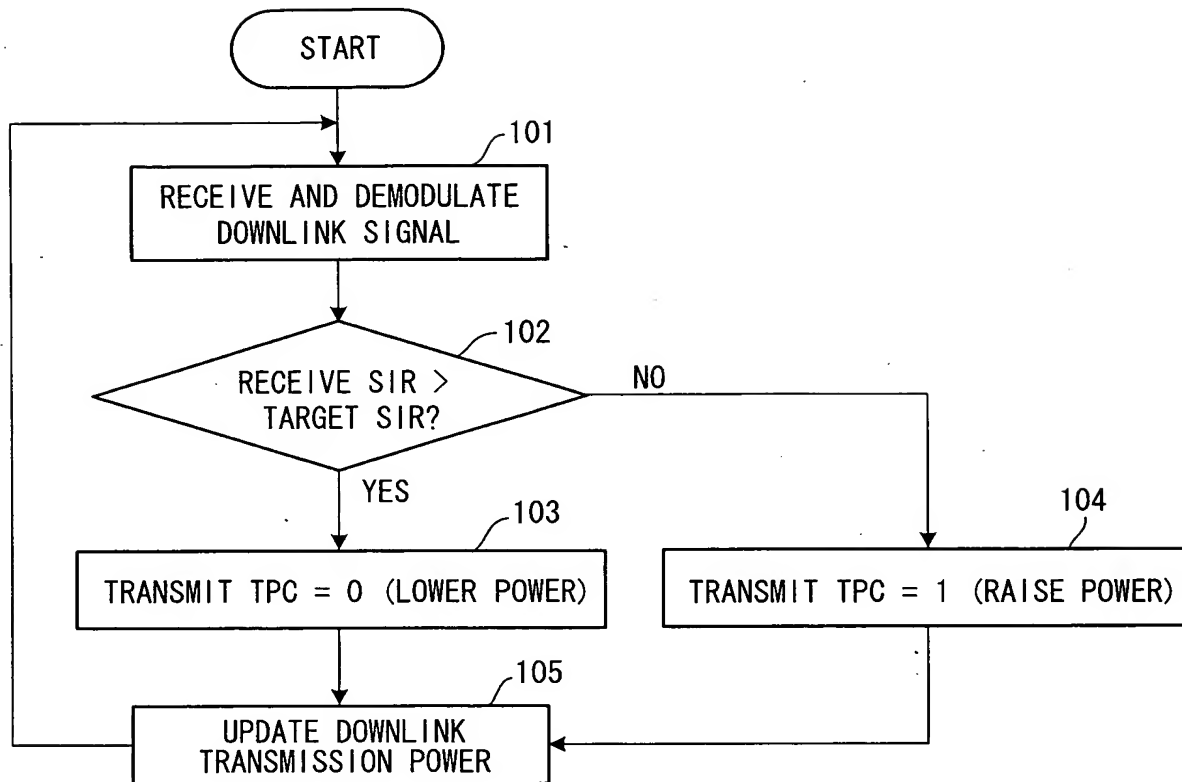 START
101
RECEIVE AND DEMODULATE
DOWNLINK SIGNAL
102
RECEIVE SIR >
TARGET SIR?
NO
YES
103
TRANSMIT TPC = 0 (LOWER POWER)
104
TRANSMIT TPC = 1 (RAISE POWER)
105
UPDATE DOWNLINK
TRANSMISSION POWER